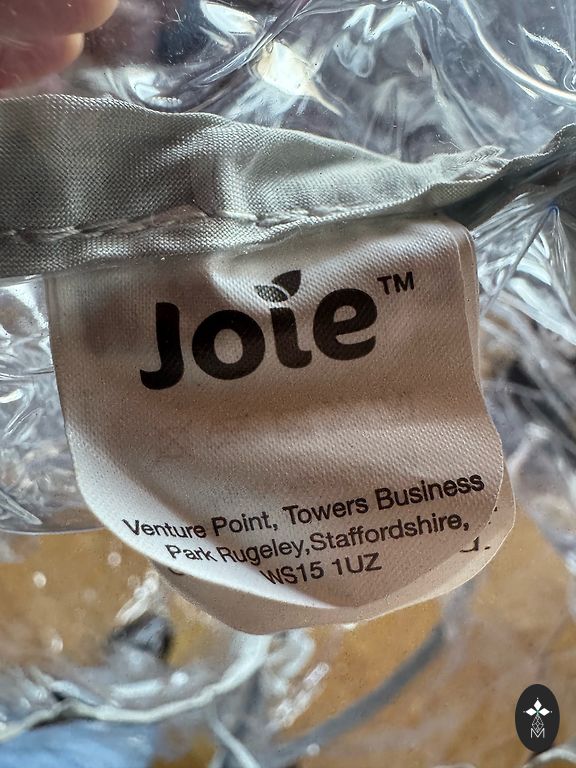 Joie™
Venture Point, Towers Business
Park Rugeley,Staffordshire,
WS15 1UZ
M